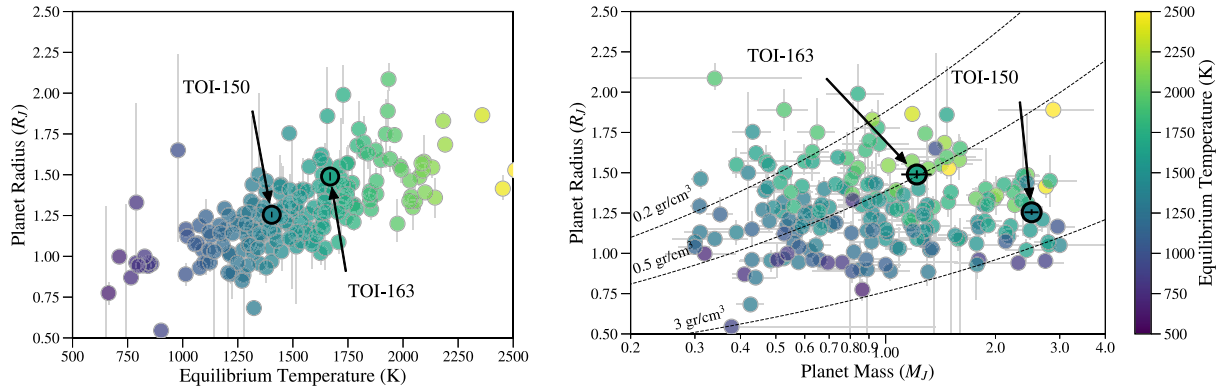 2.50
2.25
2.00
1.75
1.50
1.25
1.00
0.75
0.50
Planet Radius (R_J)
TOI-150
TOI-163
500 750 1000 1250 1500 1750 2000 2250 2500
Equilibrium Temperature (K)
2.50
2.25
2.00
1.75
1.50
1.25
1.00
0.75
0.50
Planet Radius (R_J)
TOI-163
TOI-150
0.2 gr/cm³
0.5 gr/cm³
3 gr/cm³
0.2 0.3 0.4 0.5 0.6 0.7 0.8 0.9 1.00 2.0 3.0 4.0
Planet Mass (M_J)
2500
2250
2000
1750
1500
1250
1000
750
500
Equilibrium Temperature (K)